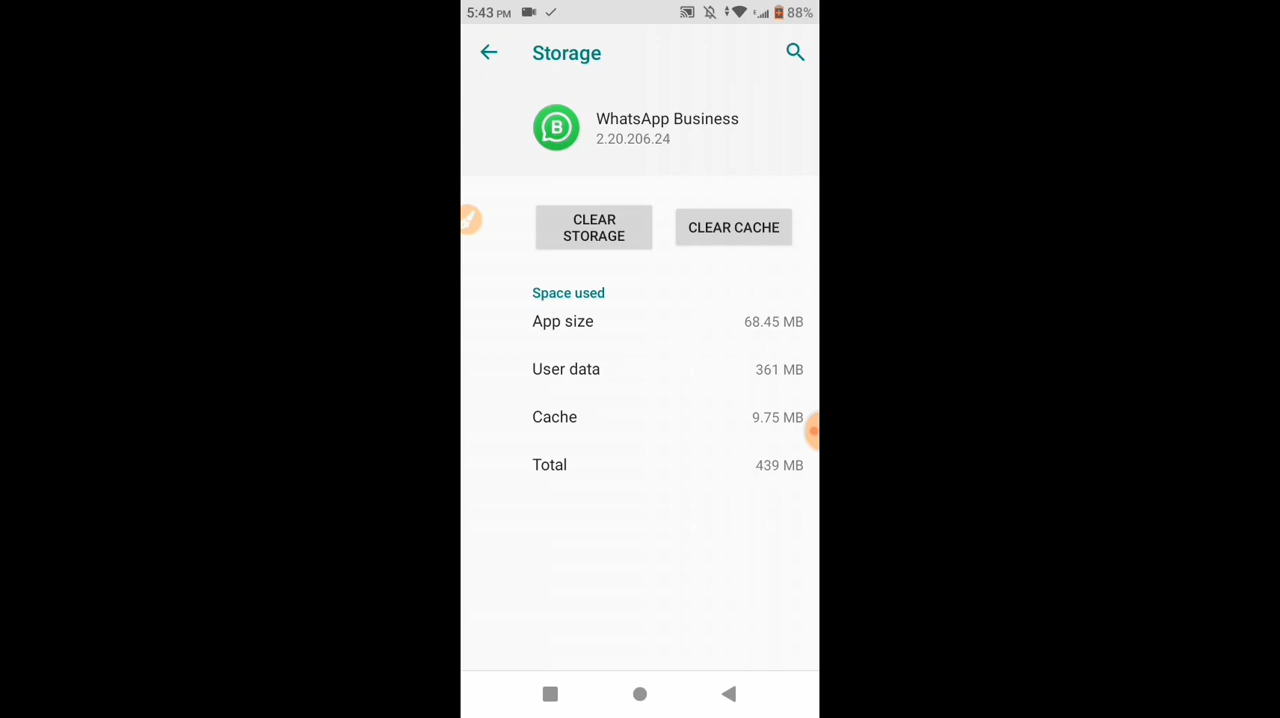 5:43 PM
E
88%
Storage
B
WhatsApp Business
2.20.206.24
CLEAR
STORAGE
CLEAR CACHE
Space used
App size 68.45 MB
User data 361 MB
Cache 9.75 MB
Total 439 MB